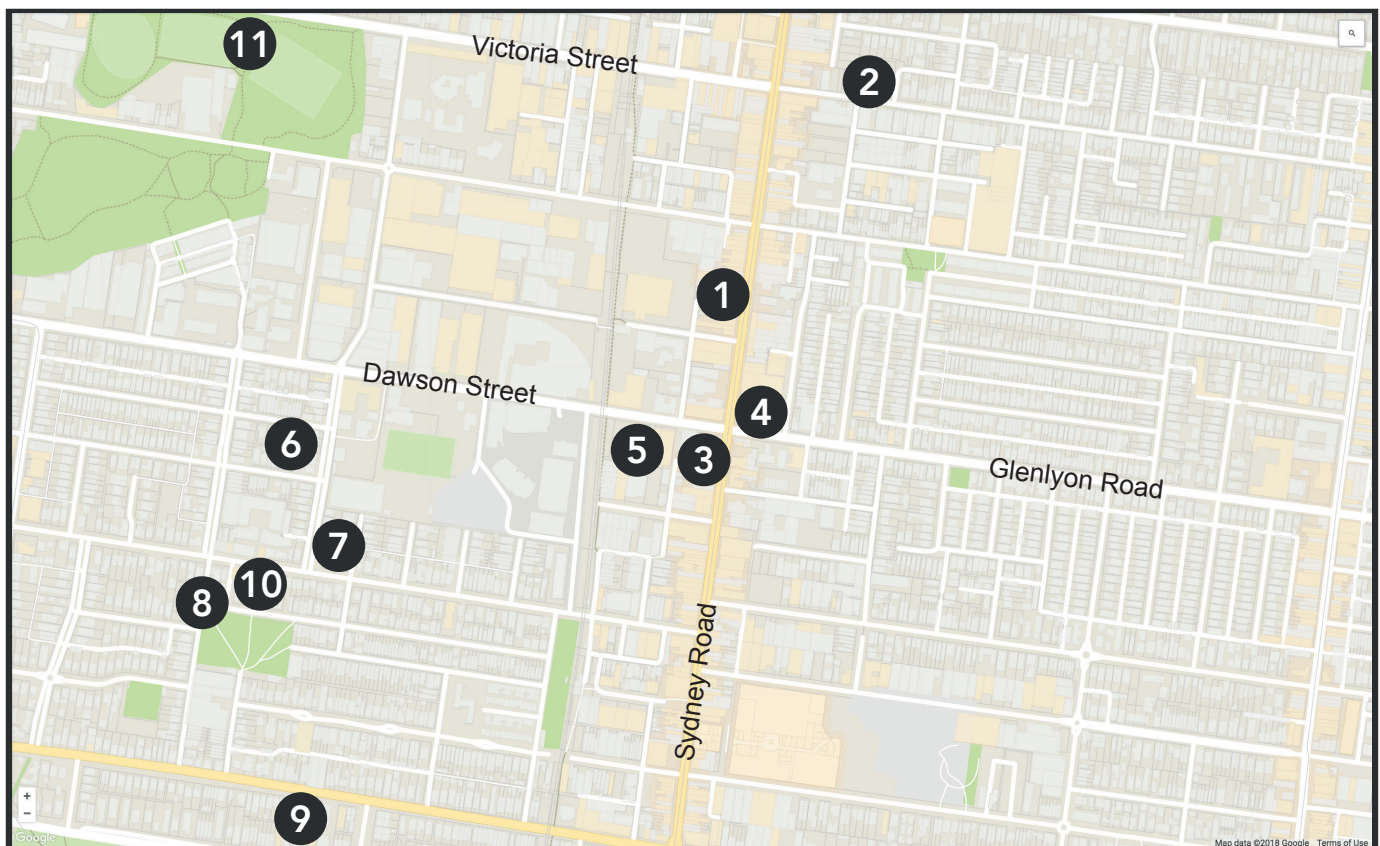 11
Victoria Street
2
1
Dawson Street
4
6
5
3
Glenlyon Road
7
10
8
Sydney Road
9
+
−
Google
Map data ©2018 Google Terms of Use